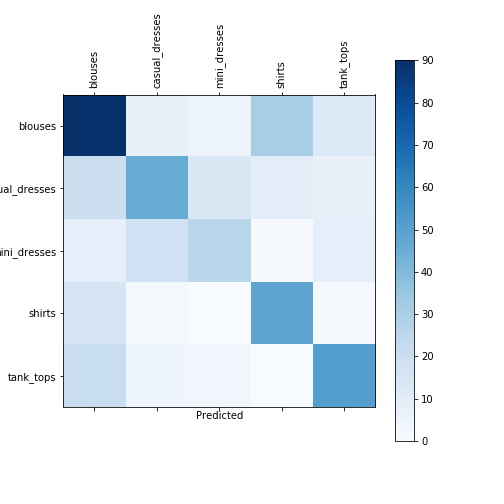 blouses
casual_dresses
mini_dresses
shirts
tank_tops
blouses
ual_dresses
ini_dresses
shirts
tank_tops
Predicted
90
80
70
60
50
40
30
20
10
0